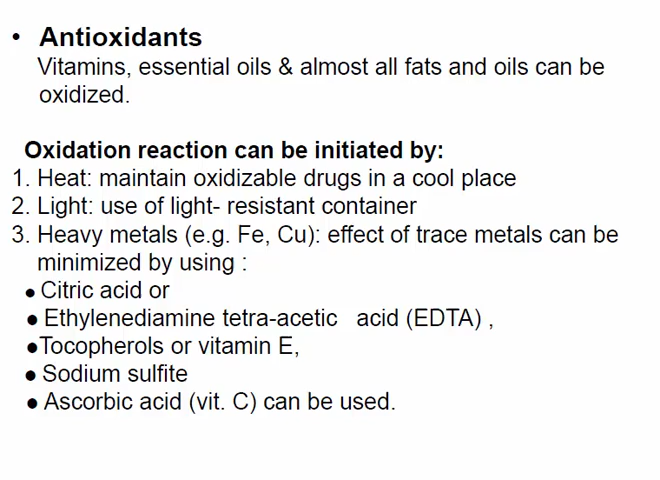 • Antioxidants
Vitamins, essential oils & almost all fats and oils can be
oxidized.
Oxidation reaction can be initiated by:
1. Heat: maintain oxidizable drugs in a cool place
2. Light: use of light- resistant container
3. Heavy metals (e.g. Fe, Cu): effect of trace metals can be
minimized by using :
● Citric acid or
● Ethylenediamine tetra-acetic acid (EDTA) ,
●Tocopherols or vitamin E,
● Sodium sulfite
● Ascorbic acid (vit. C) can be used.